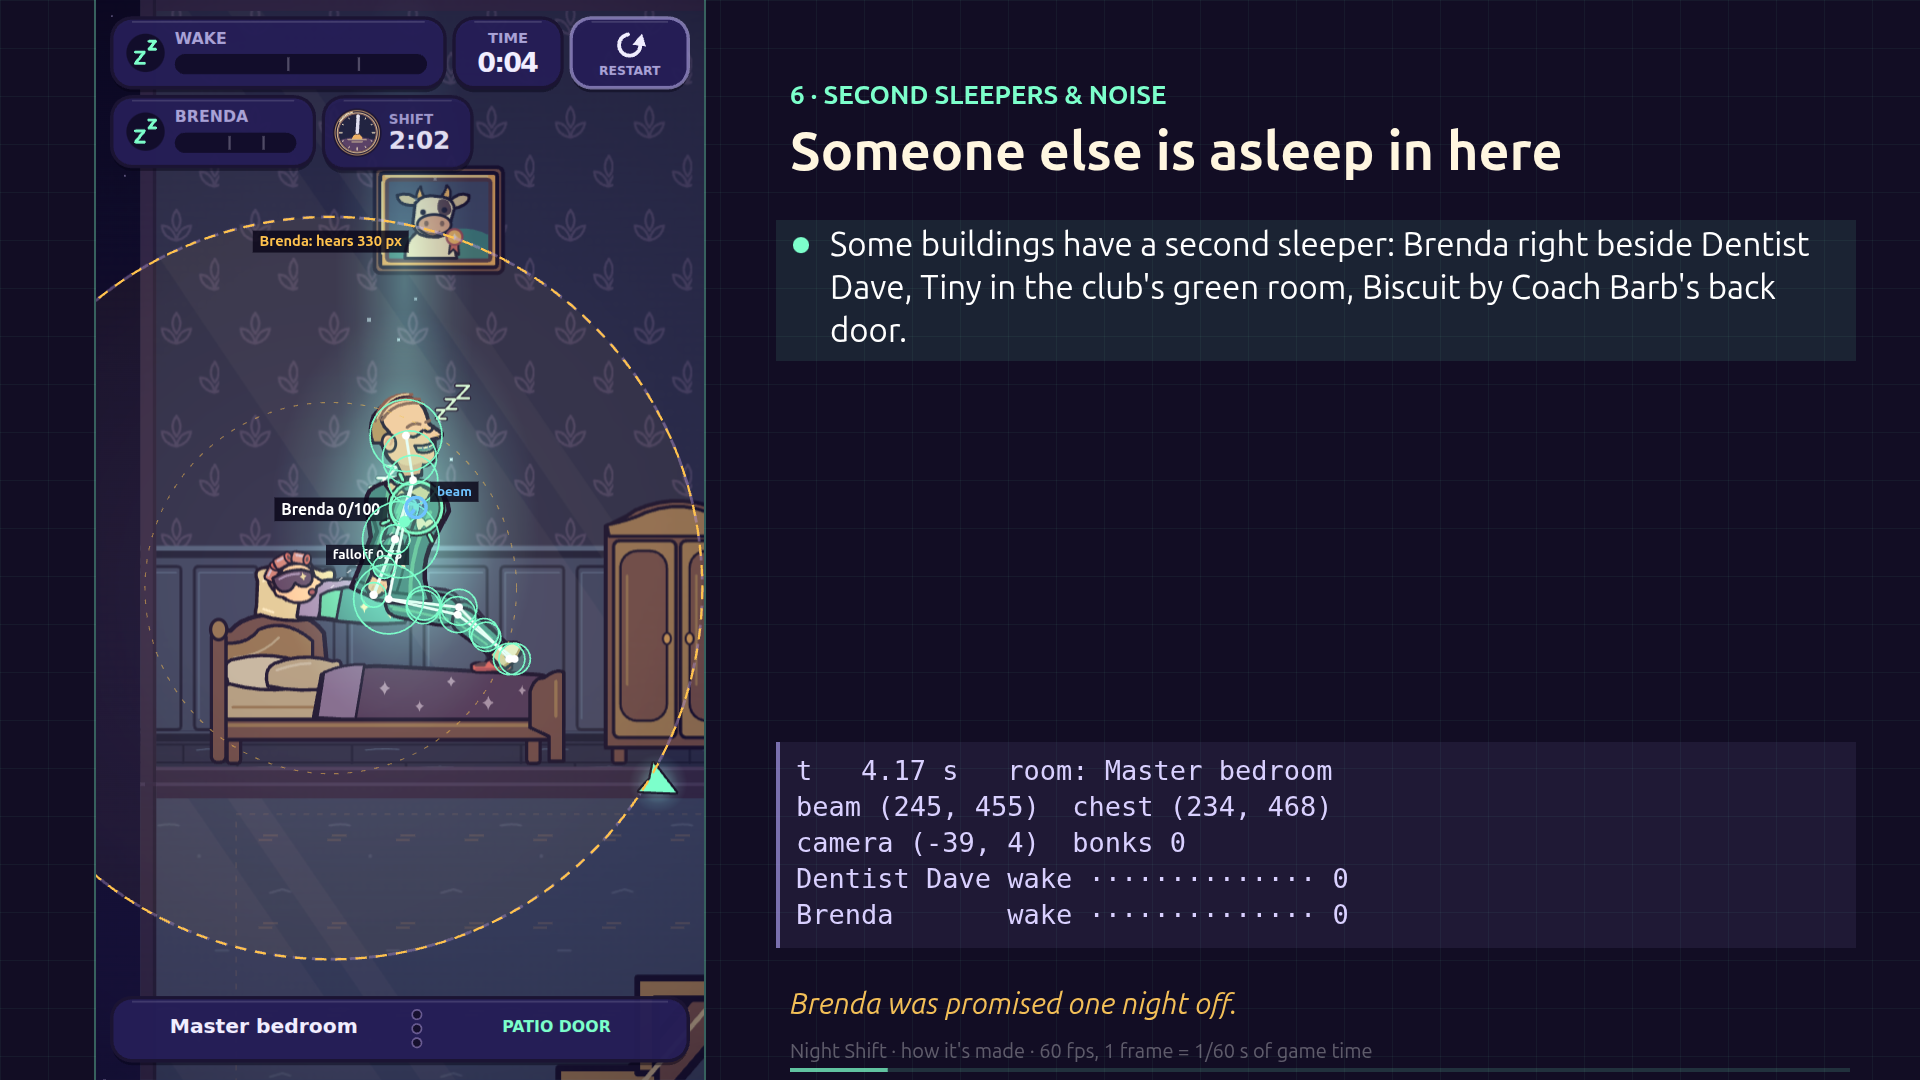 WAKE
TIME
0:04
RESTART
BRENDA
SHIFT
2:02
Brenda: hears 330 px
beam
Brenda 0/100
Master bedroom
PATIO DOOR
6 · SECOND SLEEPERS & NOISE
Someone else is asleep in here
Some buildings have a second sleeper: Brenda right beside Dentist
Dave, Tiny in the club's green room, Biscuit by Coach Barb's back
door.
t 4.17 s room: Master bedroom
beam (245, 455) chest (234, 468)
camera (-39, 4) bonks 0
Dentist Dave wake ·············· 0
Brenda wake ·············· 0
Brenda was promised one night off.
Night Shift · how it's made · 60 fps, 1 frame = 1/60 s of game time